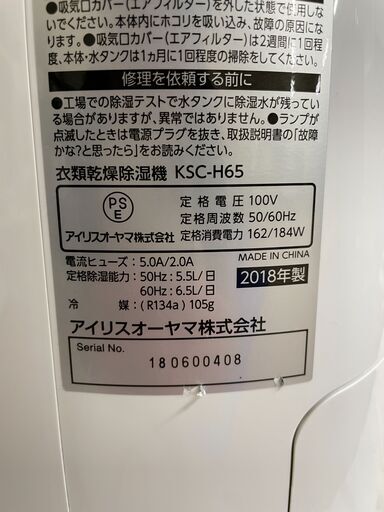 ●吸気口カバー(エアフィルター)を外した状態で使用しな
いでください。本体内にホコリを吸い込み、故障の原因にな
ります。●吸気口カバー(エアフィルター)は2週間に1回程
度、本体・水タンクは1ヵ月に1回程度の掃除をしてください。
修理を依頼する前に
●工場での除湿テストで水タンクに除湿水が残ってい
る場合がありますが、異常ではありません。●ランプが
点滅したときは電源プラグを抜き、取扱説明書の「故障
かな?と思ったら」をお読みください。
衣類乾燥除湿機 KSC-H65
PSE
定格電圧 100V
定格周波数 50/60Hz
アイリスオーヤマ株式会社 定格消費電力 162/184W
電流ヒューズ：5.0A/2.0A
MADE IN CHINA
定格除湿能力：50Hz：5.5L/日
2018年製
60Hz：6.5L/日
冷媒：(R134a) 105g
アイリスオーヤマ株式会社
Serial No.
180600408